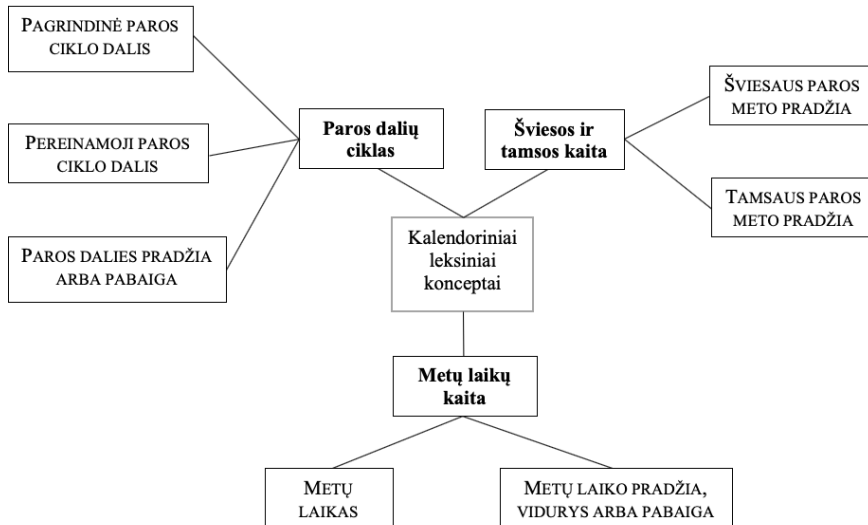 PAGRINDINĖ PAROS
CIKLO DALIS
PEREINAMOJI PAROS
CIKLO DALIS
PAROS DALIES PRADŽIA
ARBA PABAIGA
Paros dalių
ciklas
Šviesos ir
tamsos kaita
ŠVIESAUS PAROS
METO PRADŽIA
TAMSAUS PAROS
METO PRADŽIA
Kalendoriniai
leksiniai
konceptai
Metų laikų
kaita
METŲ
LAIKAS
METŲ LAIKO PRADŽIA,
VIDURYS ARBA PABAIGA